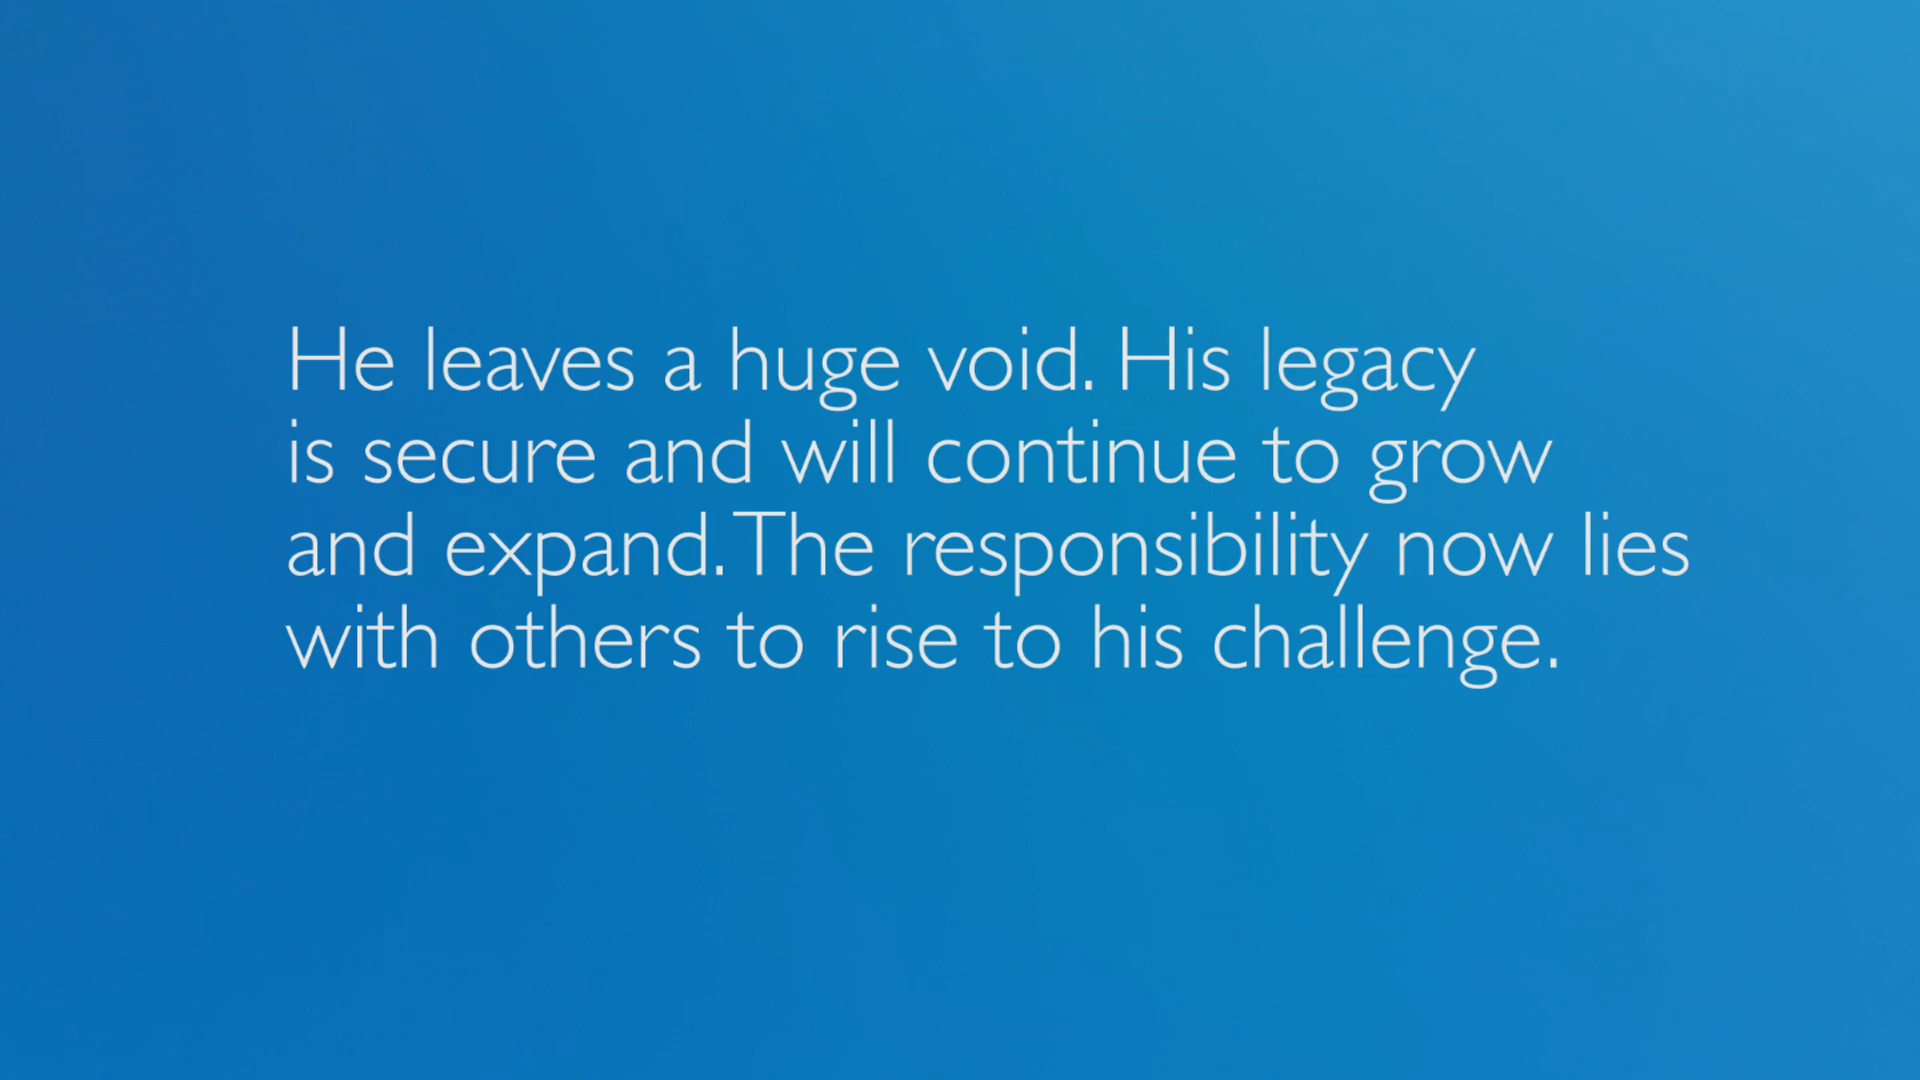 He leaves a huge void. His legacy
is secure and will continue to grow
and expand. The responsibility now lies
with others to rise to his challenge.